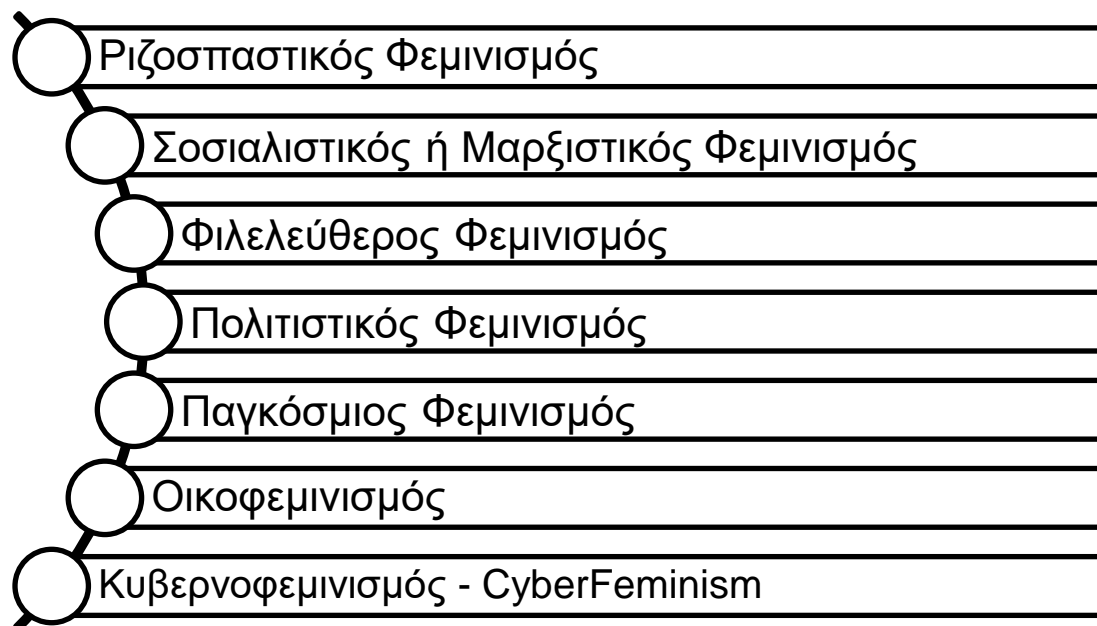 Ριζοσπαστικός Φεμινισμός
Σοσιαλιστικός ή Μαρξιστικός Φεμινισμός
Φιλελεύθερος Φεμινισμός
Πολιτιστικός Φεμινισμός
Παγκόσμιος Φεμινισμός
Οικοφεμινισμός
Κυβερνοφεμινισμός - CyberFeminism